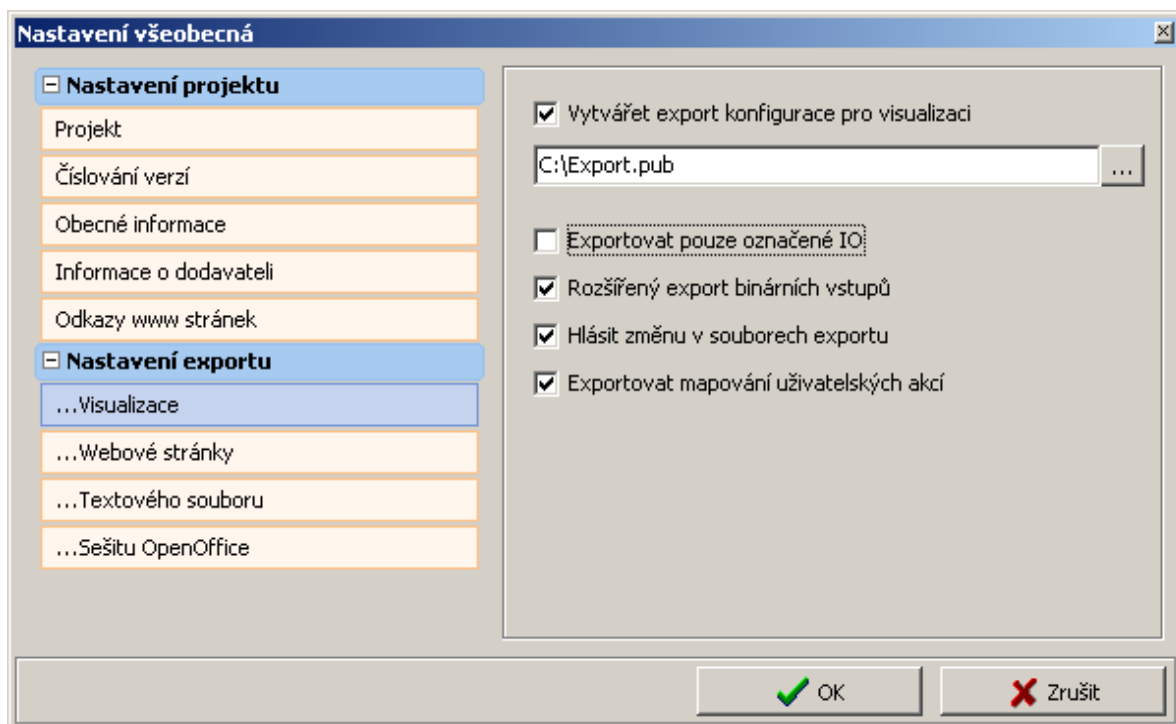 Nastavení všeobecná
Nastavení projektu
Projekt
Číslování verzí
Obecné informace
Informace o dodavateli
Odkazy www stránek
Nastavení exportu
...Visualizace
...Webové stránky
...Textového souboru
...Sešitu OpenOffice
Vytvářet export konfigurace pro visualizaci
C:\Export.pub
...
Exportovat pouze označené IO
Rozšířený export binárních vstupů
Hlásit změnu v souborech exportu
Exportovat mapování uživatelských akcí
OK
Zrušit